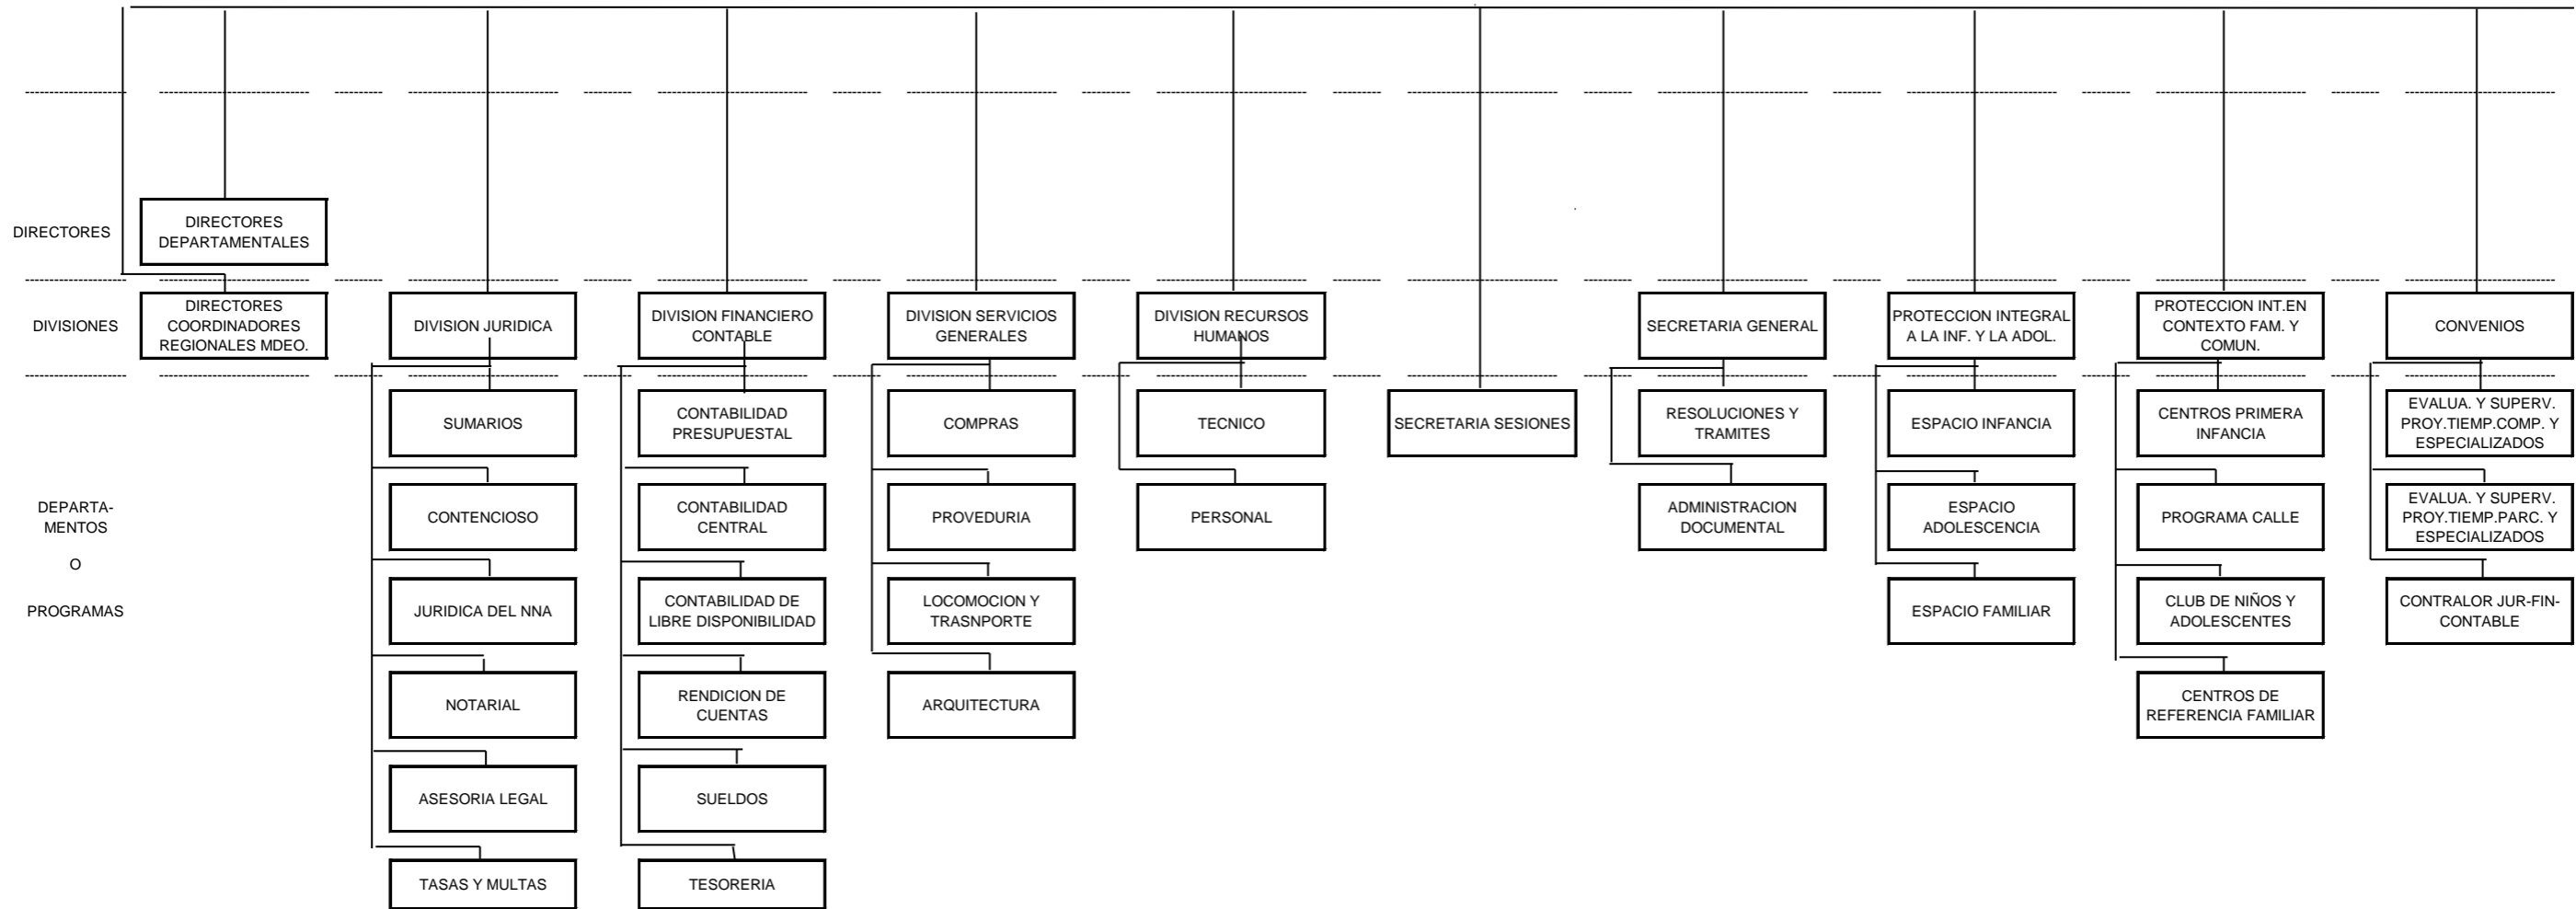 DIRECTORES
DIRECTORES
DEPARTAMENTALES
DIVISIONES
DIRECTORES
COORDINADORES
REGIONALES MDEO.
DIVISION JURIDICA
DIVISION FINANCIERO
CONTABLE
DIVISION SERVICIOS
GENERALES
DIVISION RECURSOS
HUMANOS
SECRETARIA GENERAL
PROTECCION INTEGRAL
A LA INF. Y LA ADOL.
PROTECCION INT.EN
CONTEXTO FAM. Y
COMUN.
CONVENIOS
DEPARTA-
MENTOS
O
PROGRAMAS
SUMARIOS
CONTABILIDAD
PRESUPUESTAL
COMPRAS
TECNICO
SECRETARIA SESIONES
RESOLUCIONES Y
TRAMITES
ESPACIO INFANCIA
CENTROS PRIMERA
INFANCIA
EVALUA. Y SUPERV.
PROY.TIEMP.COMP. Y
ESPECIALIZADOS
CONTENCIOSO
CONTABILIDAD
CENTRAL
PROVEDURIA
PERSONAL
ADMINISTRACION
DOCUMENTAL
ESPACIO
ADOLESCENCIA
PROGRAMA CALLE
EVALUA. Y SUPERV.
PROY.TIEMP.PARC. Y
ESPECIALIZADOS
JURIDICA DEL NNA
CONTABILIDAD DE
LIBRE DISPONIBILIDAD
LOCOMOCION Y
TRASNPORTE
ESPACIO FAMILIAR
CLUB DE NIÑOS Y
ADOLESCENTES
CONTRALOR JUR-FIN-
CONTABLE
NOTARIAL
RENDICION DE
CUENTAS
ARQUITECTURA
CENTROS DE
REFERENCIA FAMILIAR
ASESORIA LEGAL
SUELDOS
TASAS Y MULTAS
TESORERIA